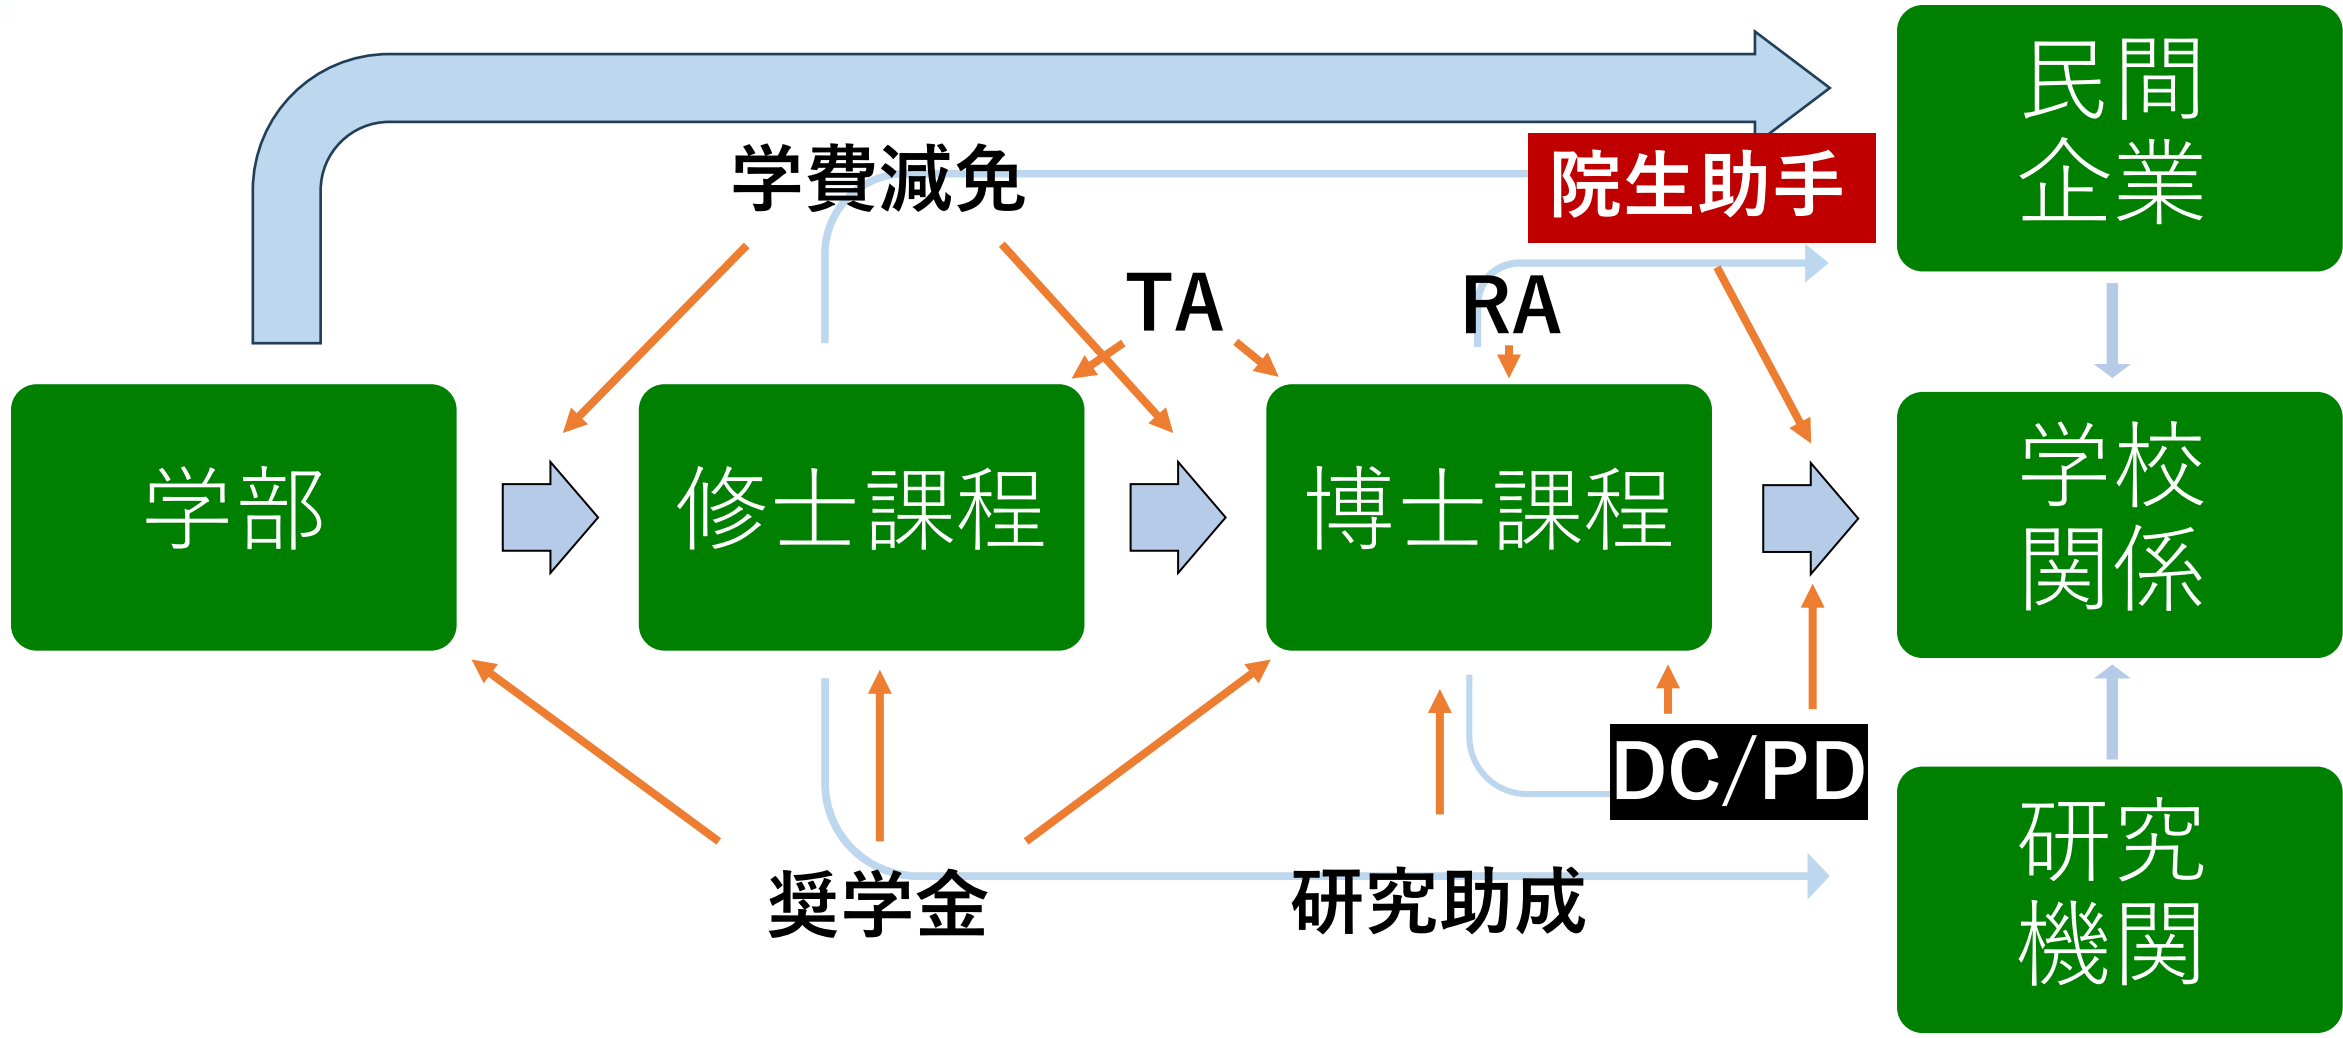 民間
企業
学費減免
院生助手
TA
RA
学部
修士課程
博士課程
学校
関係
DC/PD
奨学金
研究助成
研究
機関